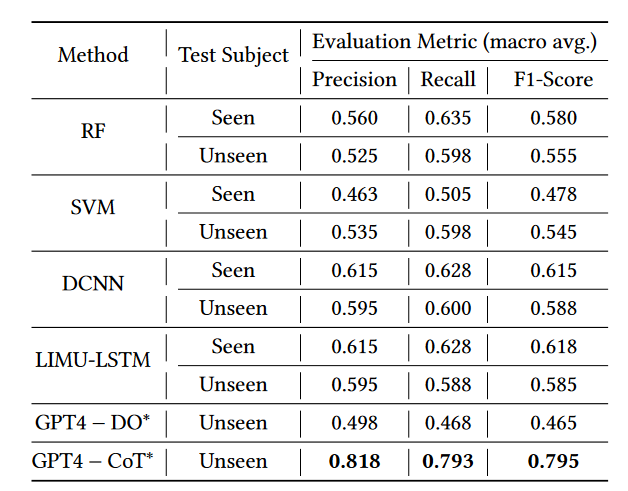 Method Test Subject Evaluation Metric (macro avg.)
Precision Recall F1-Score
RF Seen 0.560 0.635 0.580
Unseen 0.525 0.598 0.555
SVM Seen 0.463 0.505 0.478
Unseen 0.535 0.598 0.545
DCNN Seen 0.615 0.628 0.615
Unseen 0.595 0.600 0.588
LIMU-LSTM Seen 0.615 0.628 0.618
Unseen 0.595 0.588 0.585
GPT4 − DO* Unseen 0.498 0.468 0.465
GPT4 − CoT* Unseen 0.818 0.793 0.795